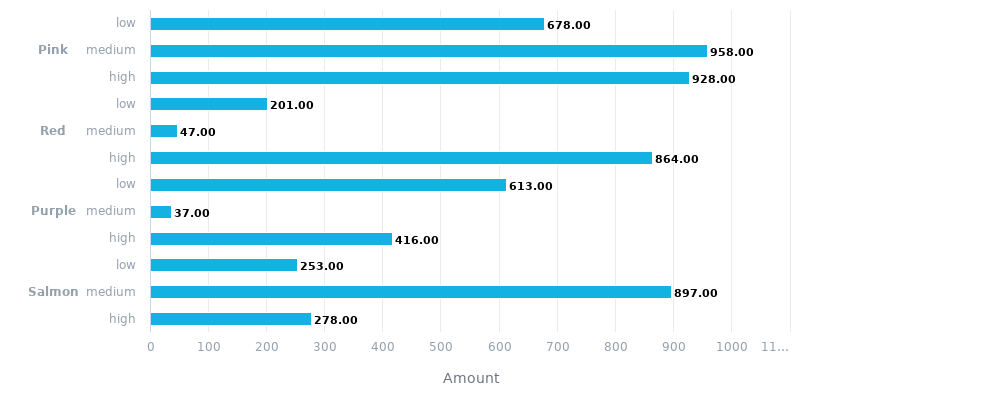 low 678.00
Pink medium 958.00
high 928.00
low 201.00
Red medium 47.00
high 864.00
low 613.00
Purple medium 37.00
high 416.00
low 253.00
Salmon medium 897.00
high 278.00
0 100 200 300 400 500 600 700 800 900 1000 11...
Amount